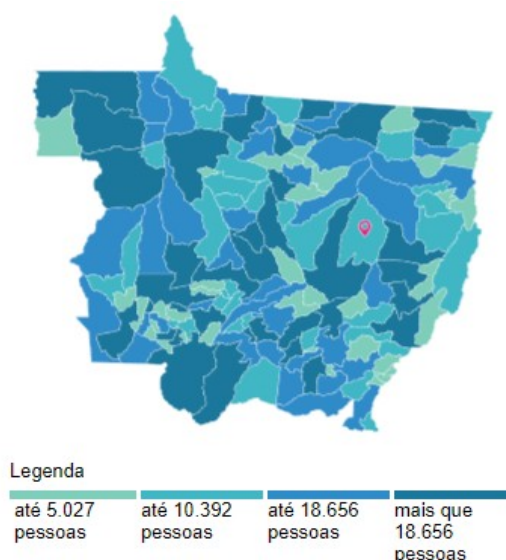 Legenda
até 5.027 pessoas
até 10.392 pessoas
até 18.656 pessoas
mais que 18.656 pessoas